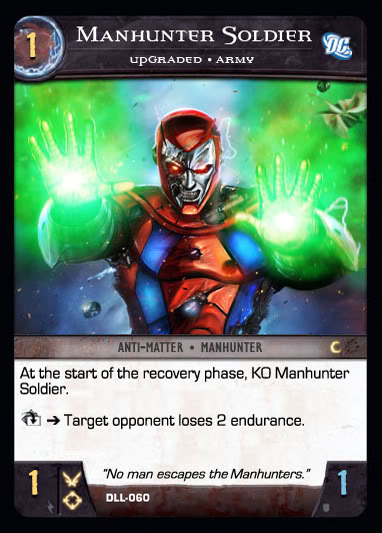 1
MANHUNTER SOLDIER
UPGRADED • ARMY
DC
ANTI-MATTER • MANHUNTER
At the start of the recovery phase, KO Manhunter
Soldier.
➔ Target opponent loses 2 endurance.
1
"No man escapes the Manhunters."
DLL-060
1